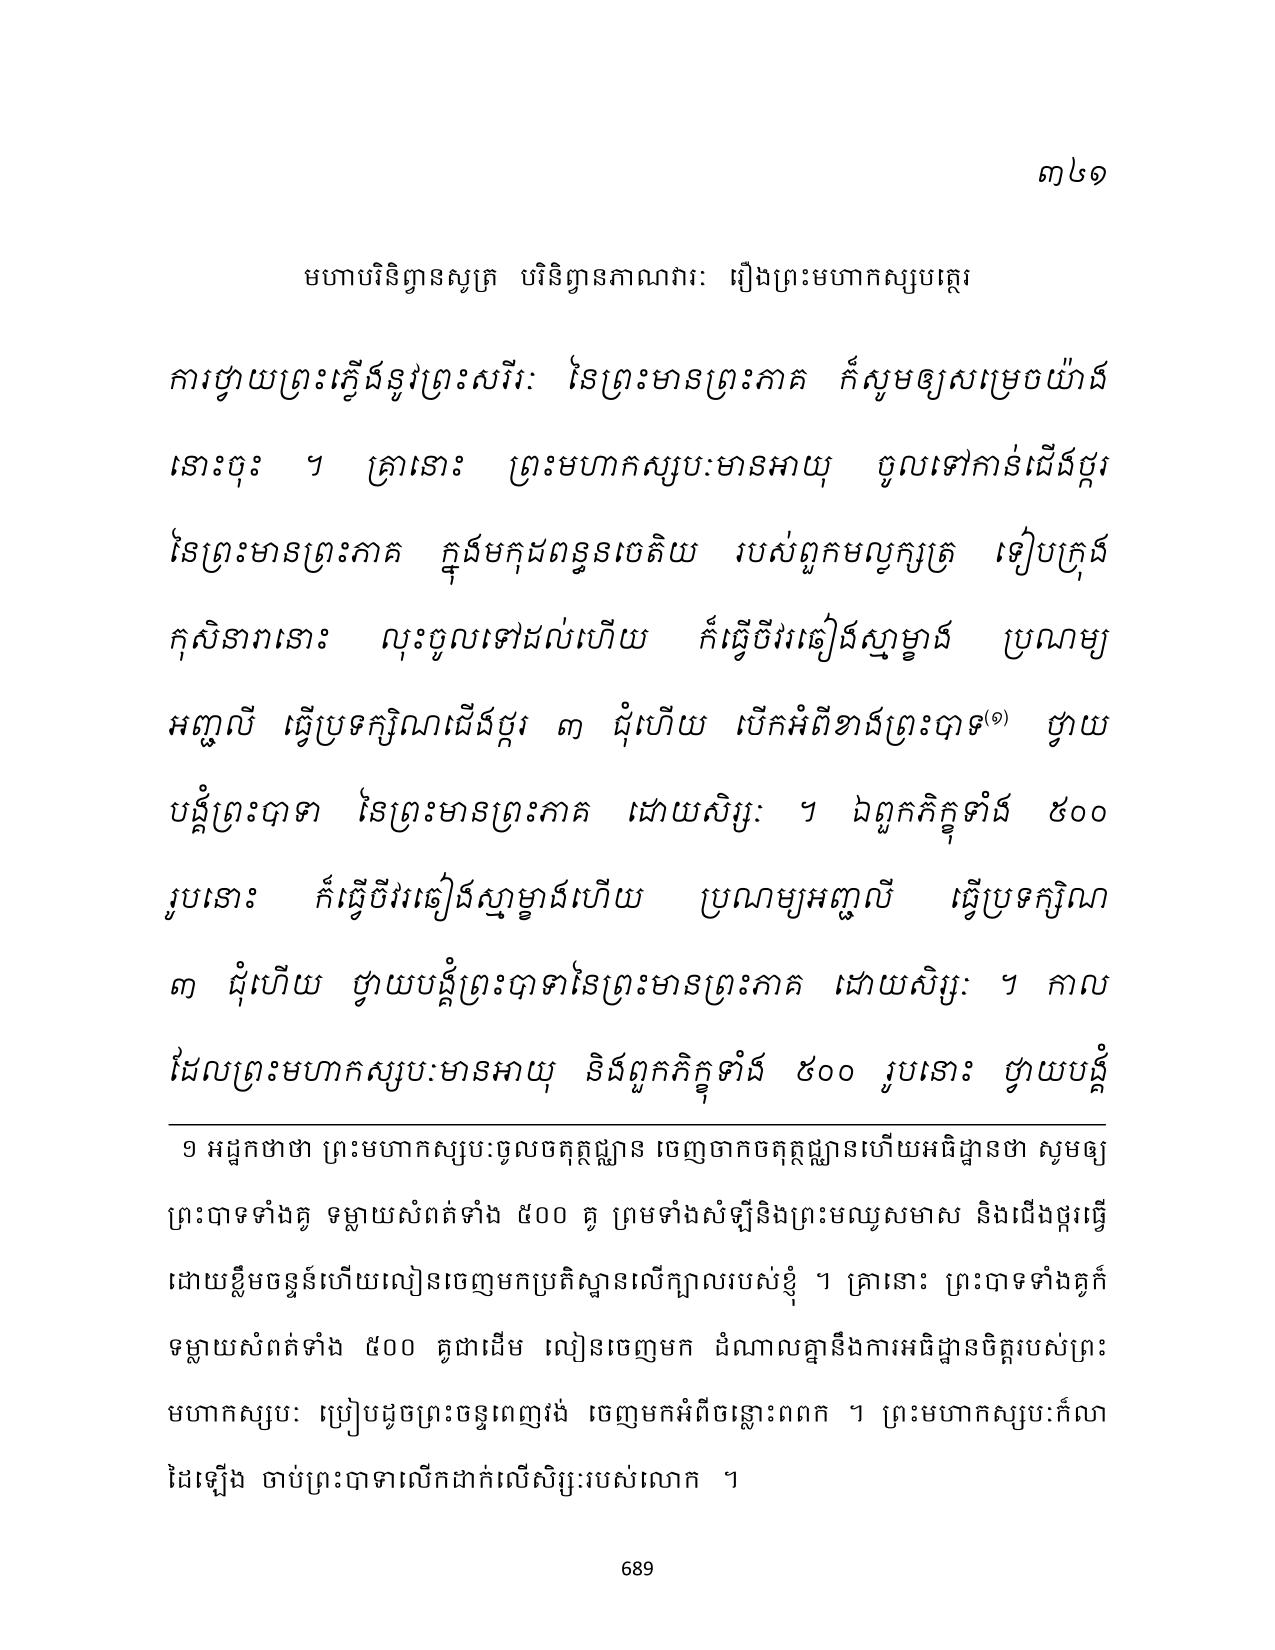 ៣៤១
មហាបរិនិព្វានសូត្រ បរិនិព្វានភាណវារៈ រឿងព្រះមហាកស្សបត្ថេរ
ការថ្វាយព្រះភ្លើងនូវព្រះសរីរៈ នៃព្រះមានព្រះភាគ ក៏សូមឲ្យសម្រេចយ៉ាង
នោះចុះ ។ គ្រានោះ ព្រះមហាកស្សបៈមានអាយុ ចូលទៅកាន់ជើងថ្ករ
នៃព្រះមានព្រះភាគ ក្នុងមកុដពន្ធនចេតិយ របស់ពួកមល្លក្សត្រ ទៀបក្រុង
កុសិនារានោះ លុះចូលទៅដល់ហើយ ក៏ធ្វើចីវរឆៀងស្មាម្ខាង ប្រណម្យ
អញ្ជលី ធ្វើប្រទក្សិណជើងថ្ករ ៣ ជុំហើយ បើកអំពីខាងព្រះបាទ(១) ថ្វាយ
បង្គំព្រះបាទា នៃព្រះមានព្រះភាគ ដោយសិរ្សៈ ។ ឯពួកភិក្ខុទាំង ៥០០
រូបនោះ ក៏ធ្វើចីវរឆៀងស្មាម្ខាងហើយ ប្រណម្យអញ្ជលី ធ្វើប្រទក្សិណ
៣ ជុំហើយ ថ្វាយបង្គំព្រះបាទានៃព្រះមានព្រះភាគ ដោយសិរ្សៈ ។ កាល
ដែលព្រះមហាកស្សបៈមានអាយុ និងពួកភិក្ខុទាំង ៥០០ រូបនោះ ថ្វាយបង្គំ
១ អដ្ឋកថាថា ព្រះមហាកស្សបៈចូលចតុត្ថជ្ឈាន ចេញចាកចតុត្ថជ្ឈានហើយអធិដ្ឋានថា សូមឲ្យ
ព្រះបាទទាំងគូ ទម្លាយសំពត់ទាំង ៥០០ គូ ព្រមទាំងសំឡីនិងព្រះមឈូសមាស និងជើងថ្ករធ្វើ
ដោយខ្លឹមចន្ទន៍ហើយលៀនចេញមកប្រតិស្ឋានលើក្បាលរបស់ខ្ញុំ ។ គ្រានោះ ព្រះបាទទាំងគូក៏
ទម្លាយសំពត់ទាំង ៥០០ គូជាដើម លៀនចេញមក ដំណាលគ្នានឹងការអធិដ្ឋានចិត្តរបស់ព្រះ
មហាកស្សបៈ ប្រៀបដូចព្រះចន្ទពេញវង់ ចេញមកអំពីចន្លោះពពក ។ ព្រះមហាកស្សបៈក៏លា
ដៃឡើង ចាប់ព្រះបាទាលើកដាក់លើសិរ្សៈរបស់លោក ។
689